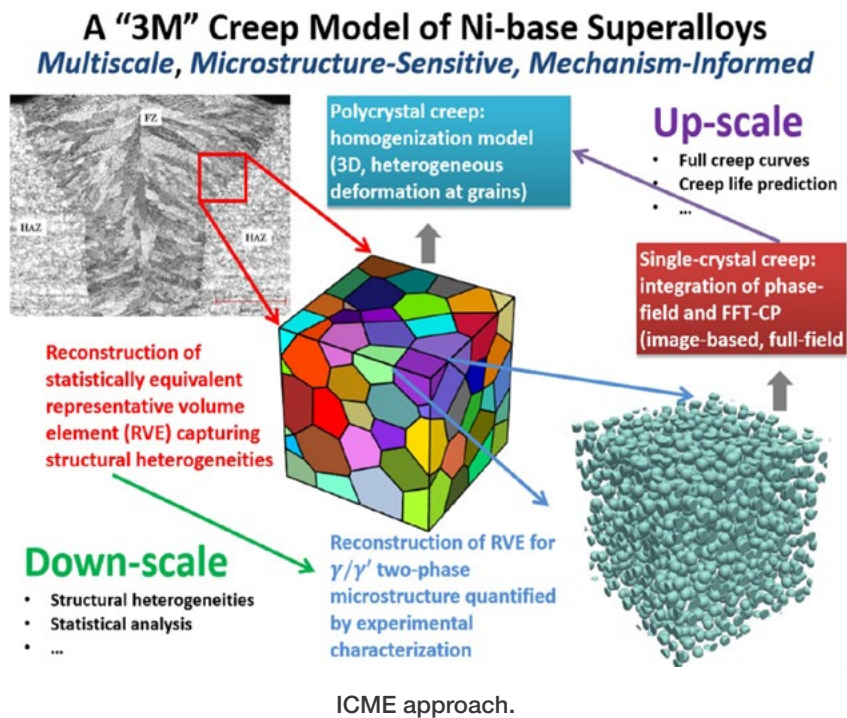 A “3M” Creep Model of Ni-base Superalloys
Multiscale, Microstructure-Sensitive, Mechanism-Informed
FZ
HAZ
HAZ
Polycrystal creep:
homogenization model
(3D, heterogeneous
deformation at grains)
Up-scale
• Full creep curves
• Creep life prediction
• ...
Single-crystal creep:
integration of phase-
field and FFT-CP
(image-based, full-field
Reconstruction of
statistically equivalent
representative volume
element (RVE) capturing
structural heterogeneities
Down-scale
• Structural heterogeneities
• Statistical analysis
• ...
Reconstruction of RVE for
γ/γ′ two-phase
microstructure quantified
by experimental
characterization
ICME approach.